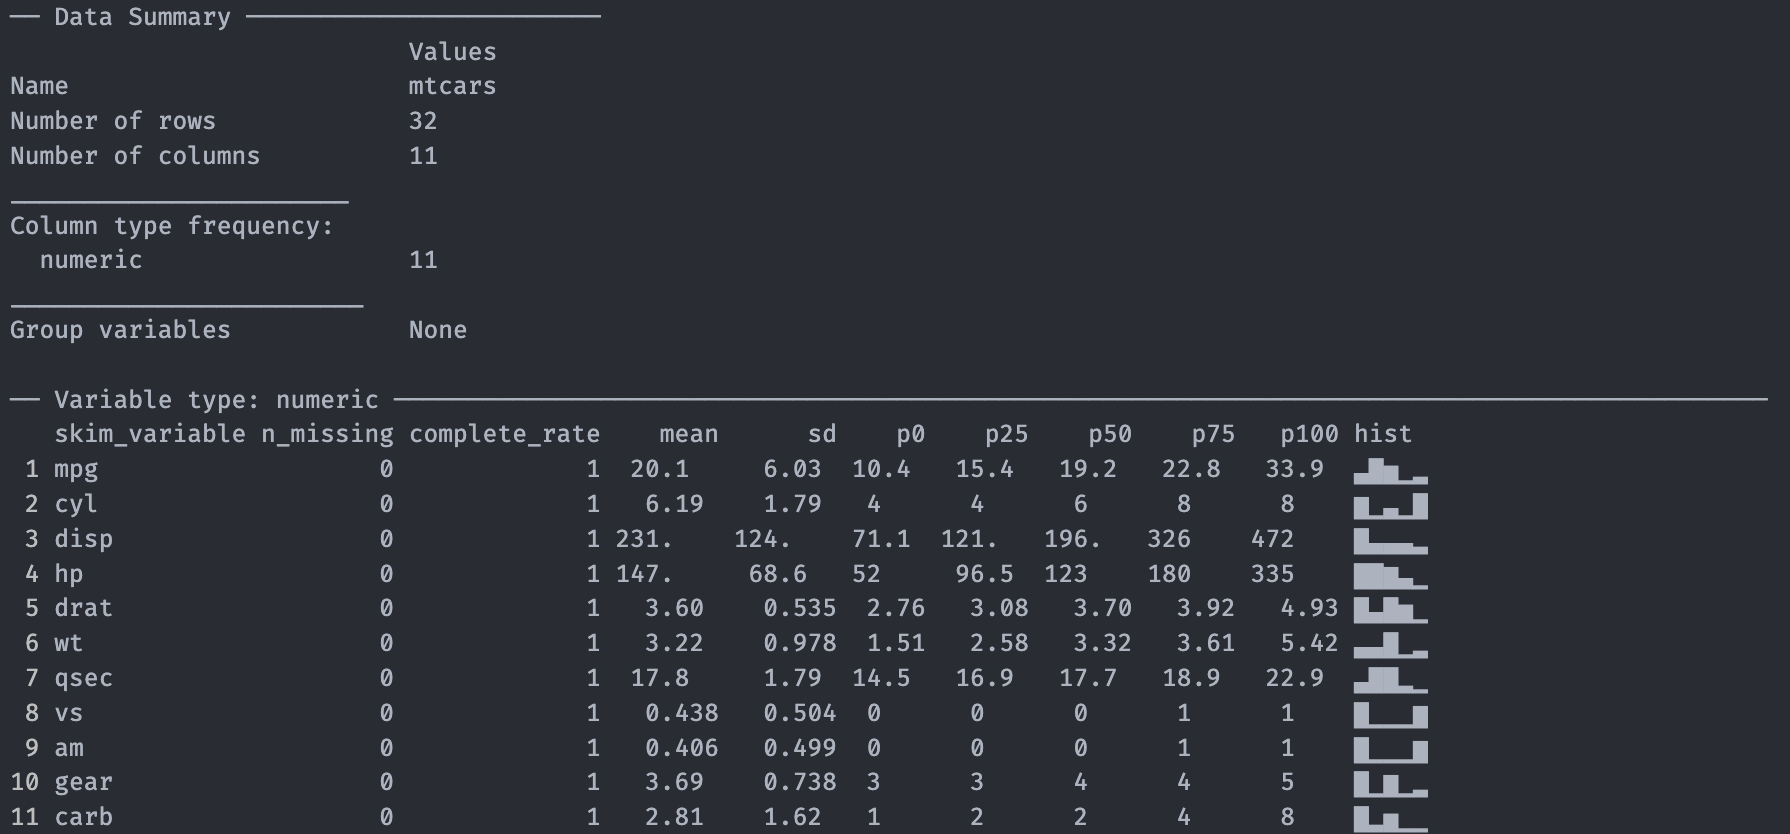 ── Data Summary ────────────────────────
                           Values
Name                       mtcars
Number of rows             32
Number of columns          11
_______________________
Column type frequency:
  numeric                  11
________________________
Group variables            None
── Variable type: numeric ─────────────────────────────────────────────────────────────────────────────────────────────
   skim_variable n_missing complete_rate    mean      sd    p0    p25    p50    p75   p100 hist
 1 mpg                   0             1  20.1     6.03  10.4   15.4   19.2   22.8   33.9  ▃▇▅▁▂
 2 cyl                   0             1   6.19    1.79   4      4      6      8      8    ▆▁▃▁▇
 3 disp                  0             1 231.    124.    71.1  121.   196.   326    472    ▇▃▃▃▂
 4 hp                    0             1 147.     68.6   52     96.5  123    180    335    ▇▇▆▃▁
 5 drat                  0             1   3.60    0.535  2.76   3.08   3.70   3.92   4.93 ▇▃▇▅▁
 6 wt                    0             1   3.22    0.978  1.51   2.58   3.32   3.61   5.42 ▃▃▇▁▂
 7 qsec                  0             1  17.8     1.79  14.5   16.9   17.7   18.9   22.9  ▃▇▇▂▁
 8 vs                    0             1   0.438   0.504  0      0      0      1      1    ▇▁▁▁▆
 9 am                    0             1   0.406   0.499  0      0      0      1      1    ▇▁▁▁▆
10 gear                  0             1   3.69    0.738  3      3      4      4      5    ▇▁▆▁▂
11 carb                  0             1   2.81    1.62   1      2      2      4      8    ▇▂▅▁▁